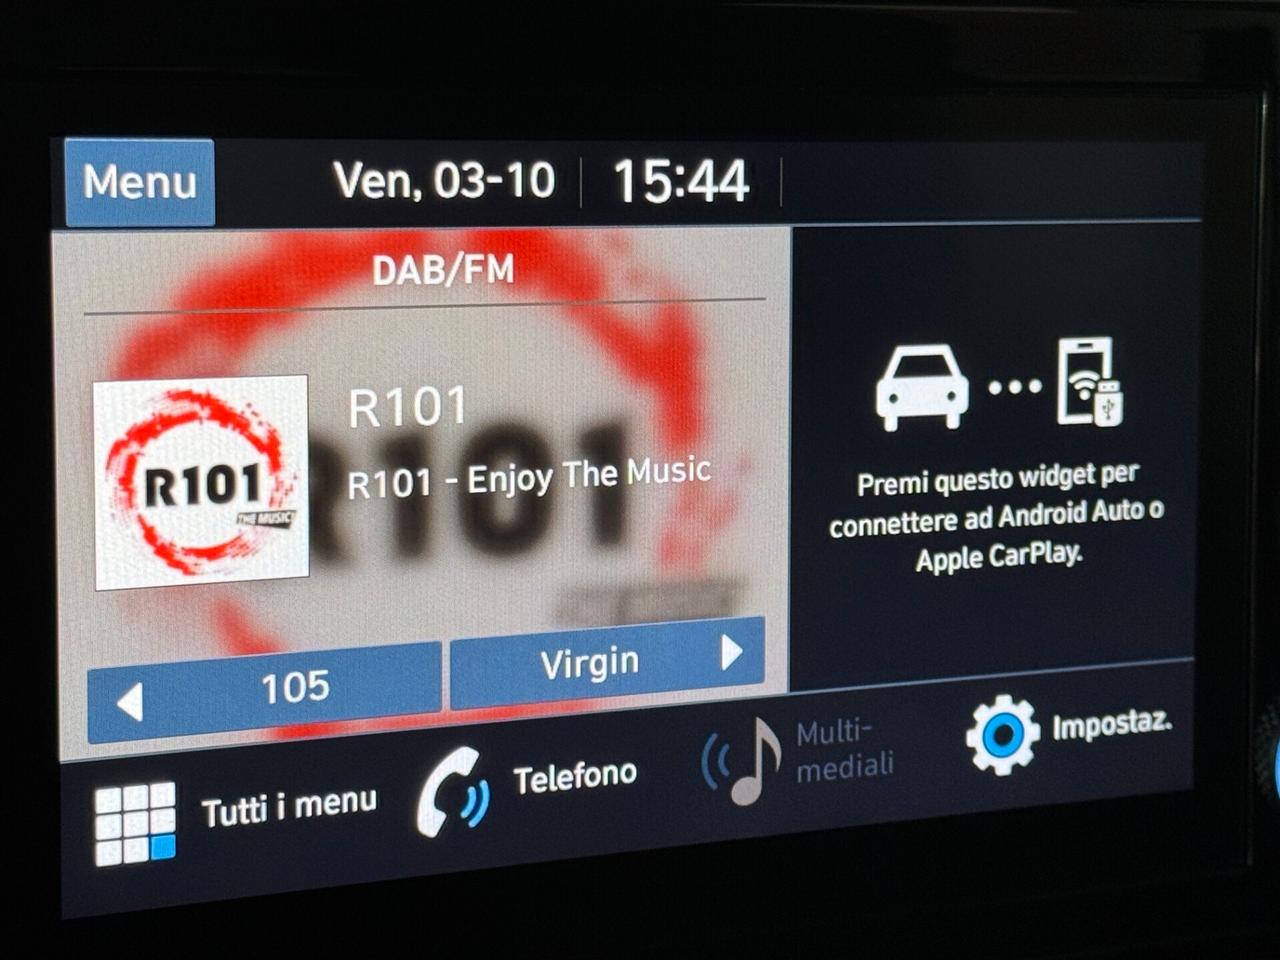 Menu
Ven, 03-10
15:44
DAB/FM
R101
R101 - Enjoy The Music
R101
THE MUSIC
R101
105
Virgin
Premi questo widget per
connettere ad Android Auto o
Apple CarPlay.
Tutti i menu
Telefono
Multi-
mediali
Impostaz.